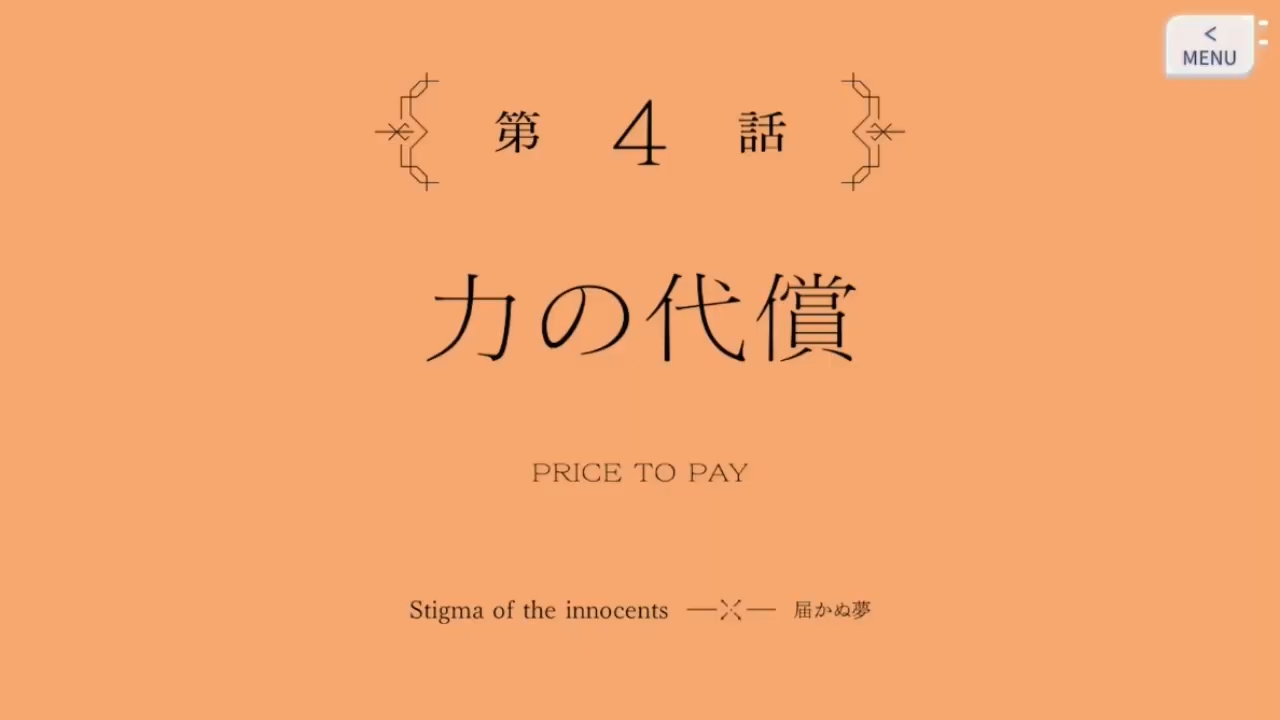 <
MENU
第 4 話
力の代償
PRICE TO PAY
Stigma of the innocents 届かぬ夢